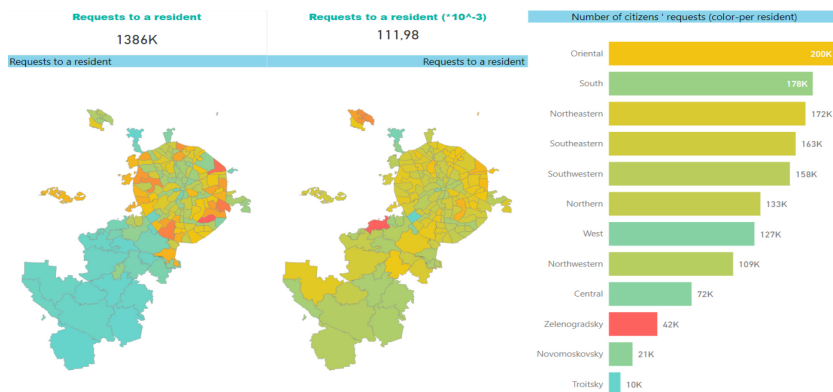 Requests to a resident
1386K
Requests to a resident
Requests to a resident (*10^-3)
111,98
Requests to a resident
Number of citizens ' requests (color-per resident)
Oriental 200K
South 178K
Northeastern 172K
Southeastern 163K
Southwestern 158K
Northern 133K
West 127K
Northwestern 109K
Central 72K
Zelenogradsky 42K
Novomoskovsky 21K
Troitsky 10K